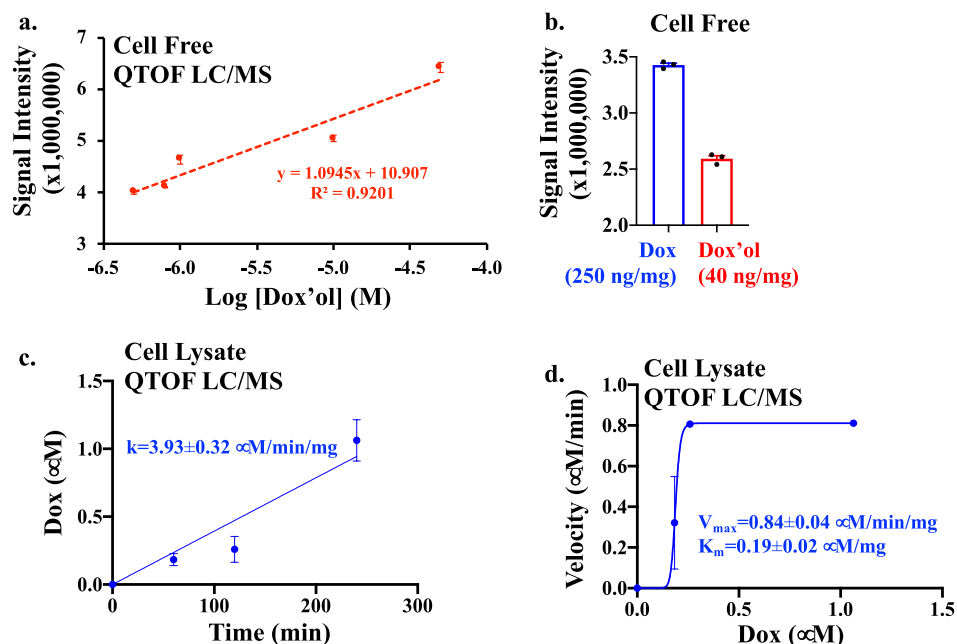 a.
Cell Free
QTOF LC/MS
Signal Intensity
(x1,000,000)
7
6
5
4
3
y = 1.0945x + 10.907
R² = 0.9201
-6.5 -6.0 -5.5 -5.0 -4.5 -4.0
Log [Dox'ol] (M)
b.
Cell Free
Signal Intensity
(x1,000,000)
3.5
3.0
2.5
2.0
Dox Dox'ol
(250 ng/mg) (40 ng/mg)
c.
Cell Lysate
QTOF LC/MS
Dox (∝M)
1.5
1.0
0.5
0.0
k=3.93±0.32 ∝M/min/mg
0 100 200 300
Time (min)
d.
Cell Lysate
QTOF LC/MS
Velocity (∝M/min)
0.8
0.6
0.4
0.2
0.0
Vmax=0.84±0.04 ∝M/min/mg
Km=0.19±0.02 ∝M/mg
0.0 0.5 1.0 1.5
Dox (∝M)